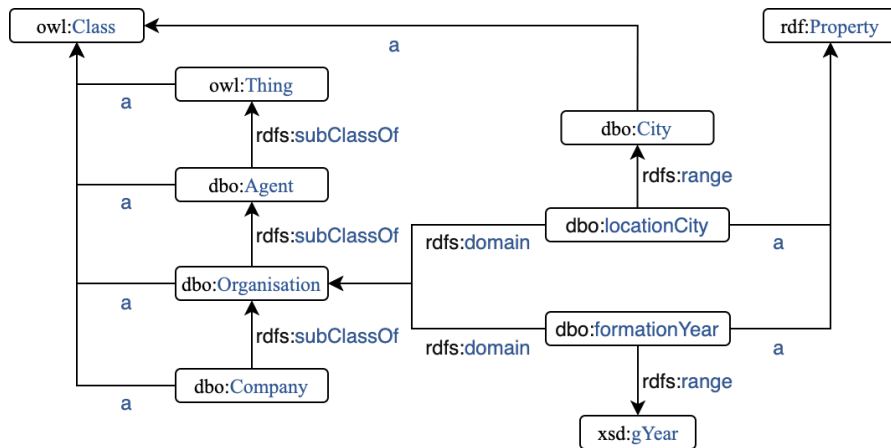 owl:Class
rdf:Property
a
owl:Thing
a
rdfs:subClassOf
dbo:City
rdfs:range
dbo:Agent
a
rdfs:subClassOf
dbo:locationCity
rdfs:domain
a
dbo:Organisation
a
rdfs:subClassOf
dbo:formationYear
rdfs:domain
a
rdfs:range
dbo:Company
a
xsd:gYear